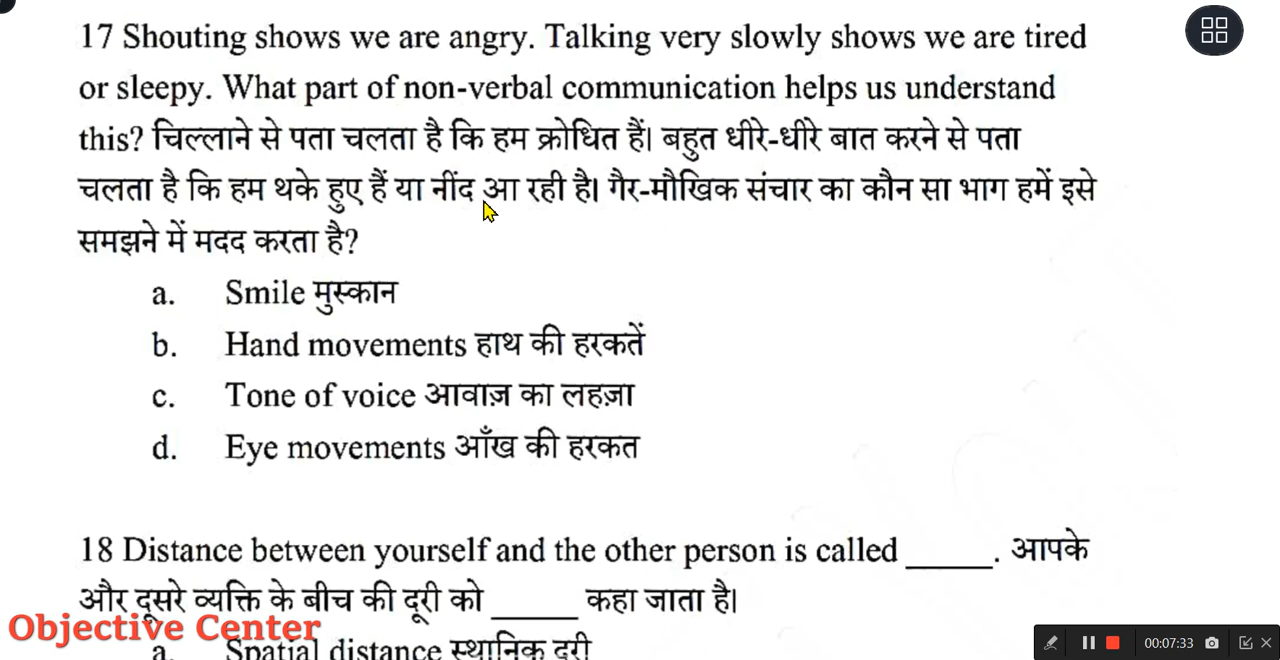 17 Shouting shows we are angry. Talking very slowly shows we are tired
or sleepy. What part of non-verbal communication helps us understand
this? चिल्लाने से पता चलता है कि हम क्रोधित हैं। बहुत धीरे-धीरे बात करने से पता
चलता है कि हम थके हुए हैं या नींद आ रही है। गैर-मौखिक संचार का कौन सा भाग हमें इसे
समझने में मदद करता है?
a. Smile मुस्कान
b. Hand movements हाथ की हरकतें
c. Tone of voice आवाज़ का लहज़ा
d. Eye movements आँख की हरकत
18 Distance between yourself and the other person is called ______. आपके
और दूसरे व्यक्ति के बीच की दूरी को ______ कहा जाता है।
Objective Center
a. Spatial distance स्थानिक दूरी
00:07:33